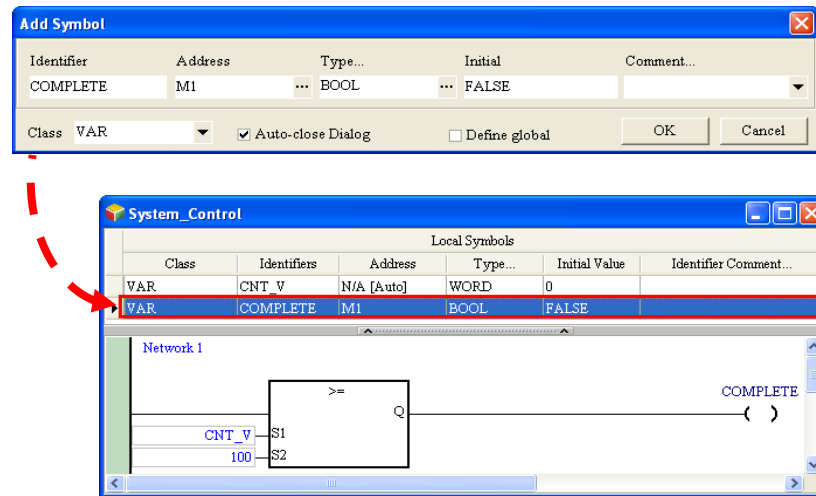 Add Symbol
Identifier Address Type... Initial Comment...
COMPLETE M1 ... BOOL ... FALSE
Class VAR Auto-close Dialog Define global OK Cancel
System_Control
Local Symbols
Class Identifiers Address Type... Initial Value Identifier Comment...
VAR CNT_V N/A [Auto] WORD 0
VAR COMPLETE M1 BOOL FALSE
Network 1
>=
COMPLETE
Q
( )
CNT_V S1
100 S2